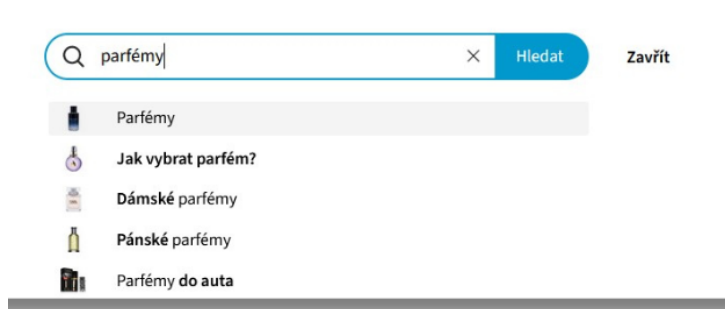 parfémy Hledat Zavřít
Parfémy
Jak vybrat parfém?
Dámské parfémy
Pánské parfémy
Parfémy do auta